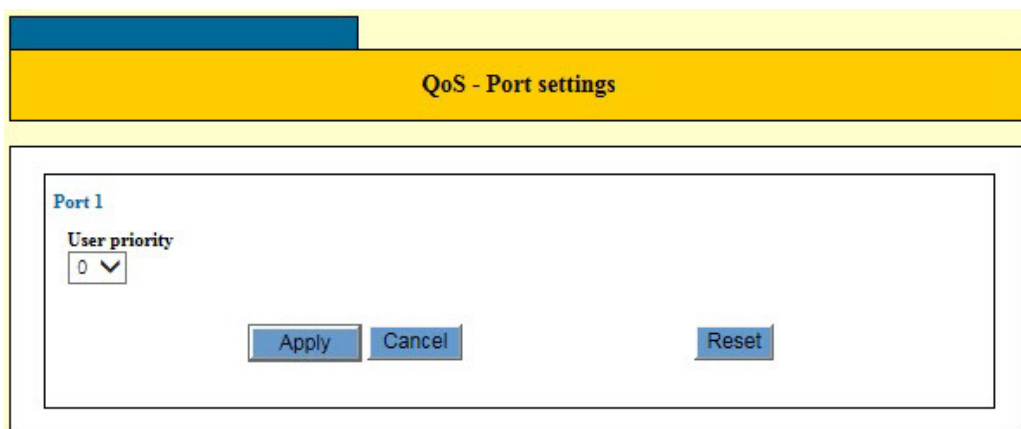 QoS - Port settings
Port 1
User priority
0
Apply Cancel Reset